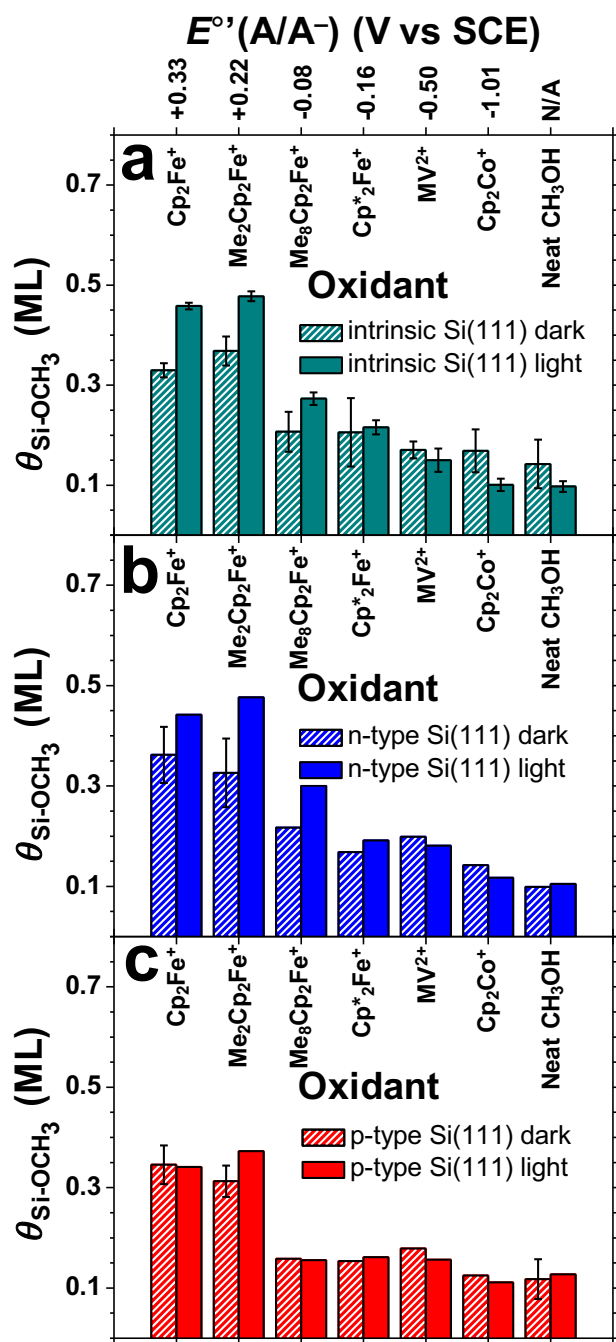 E°’(A/A⁻) (V vs SCE)
+0.33 +0.22 -0.08 -0.16 -0.50 -1.01 N/A
a
Cp₂Fe⁺ Me₂Cp₂Fe⁺ Me₈Cp₂Fe⁺ Cp*₂Fe⁺ MV²⁺ Cp₂Co⁺ Neat CH₃OH
0.7
0.5
0.3
0.1
θSi-OCH₃ (ML)
Oxidant
intrinsic Si(111) dark
intrinsic Si(111) light
b
Cp₂Fe⁺ Me₂Cp₂Fe⁺ Me₈Cp₂Fe⁺ Cp*₂Fe⁺ MV²⁺ Cp₂Co⁺ Neat CH₃OH
0.7
0.5
0.3
0.1
θSi-OCH₃ (ML)
Oxidant
n-type Si(111) dark
n-type Si(111) light
c
Cp₂Fe⁺ Me₂Cp₂Fe⁺ Me₈Cp₂Fe⁺ Cp*₂Fe⁺ MV²⁺ Cp₂Co⁺ Neat CH₃OH
0.7
0.5
0.3
0.1
θSi-OCH₃ (ML)
Oxidant
p-type Si(111) dark
p-type Si(111) light